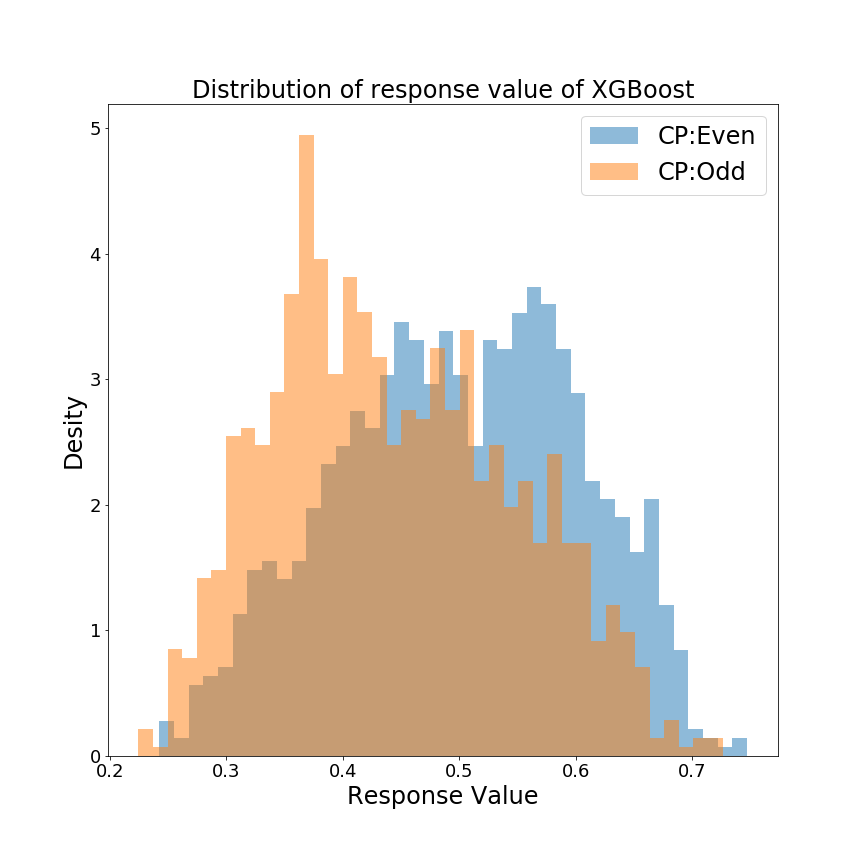 Distribution of response value of XGBoost
CP:Even
CP:Odd
5
4
3
2
1
0
Desity
0.2 0.3 0.4 0.5 0.6 0.7
Response Value